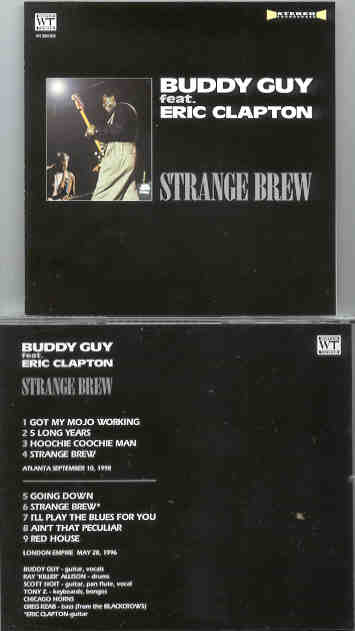 WT
STEREO
BUDDY GUY
feat.
ERIC CLAPTON
STRANGE BREW
BUDDY GUY
feat.
ERIC CLAPTON
STRANGE BREW
WT
1 GOT MY MOJO WORKING
2 5 LONG YEARS
3 HOOCHIE COOCHIE MAN
4 STRANGE BREW
ATLANTA SEPTEMBER 10, 1998
5 GOING DOWN
6 STRANGE BREW*
7 I'LL PLAY THE BLUES FOR YOU
8 AIN'T THAT PECULIAR
9 RED HOUSE
LONDON EMPIRE MAY 28, 1996
BUDDY GUY - guitar, vocals
RAY "KILLER" ALLISON - drums
SCOTT HOIT - guitar, pan flute, vocal
TONY Z. - keyboards, bongos
CHICAGO HORNS
GREG RZAB - bass (from the BLACKCROWS)
*ERIC CLAPTON-guitar